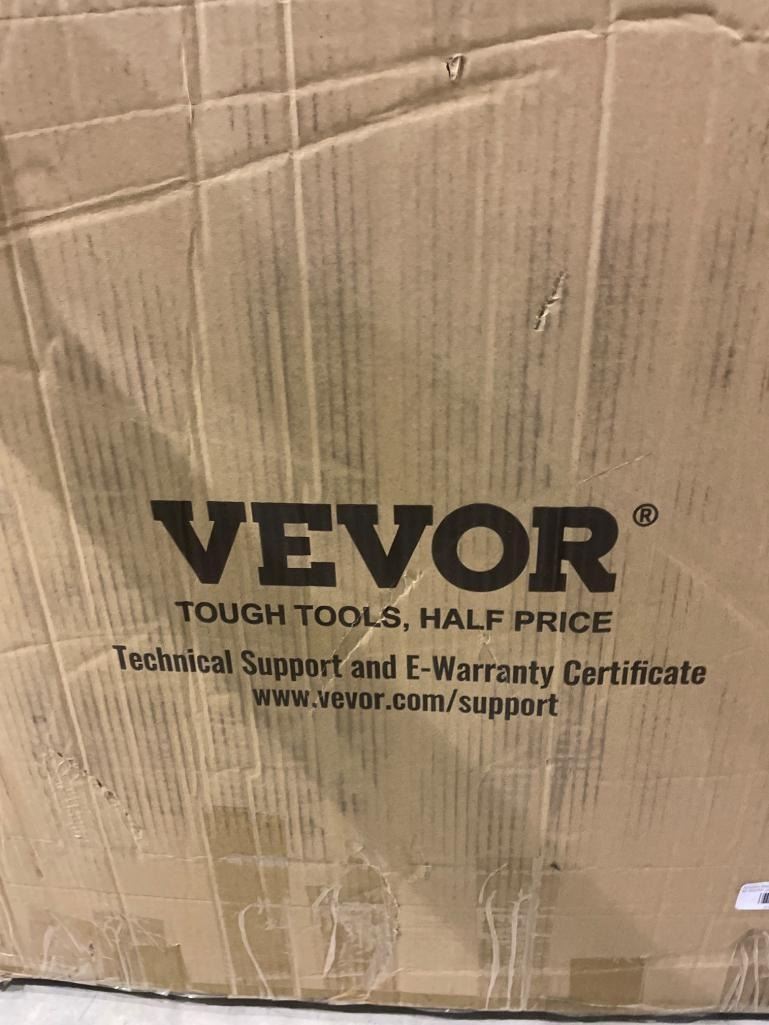 VEVOR®
TOUGH TOOLS, HALF PRICE
Technical Support and E-Warranty Certificate
www.vevor.com/support